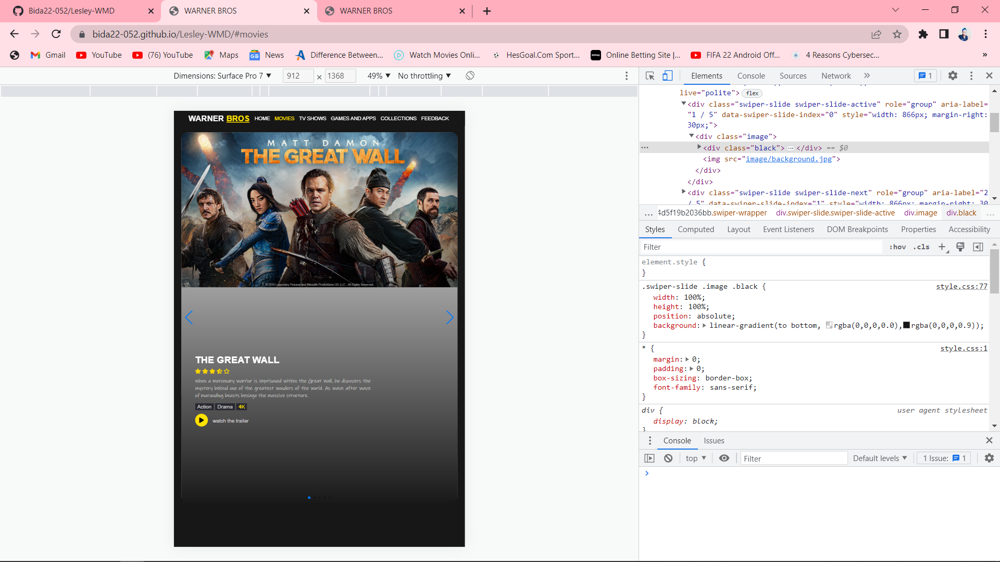 Bida22-052/Lesley-WMD
WARNER BROS
WARNER BROS
bida22-052.github.io/Lesley-WMD/#movies
Gmail
YouTube
(76) YouTube
Maps
News
Difference Between...
Watch Movies Onli...
HesGoal.Com Sport...
Online Betting Site |...
FIFA 22 Android Off...
4 Reasons Cybersec...
»
Dimensions: Surface Pro 7 ▼ 912 × 1368 49% ▼ No throttling ▼
WARNER BROS HOME MOVIES TV SHOWS GAMES AND APPS COLLECTIONS FEEDBACK
MATT DAMON
THE GREAT WALL
© 2016 Legendary Pictures and Menolith Productions US, LLC. All Rights Reserved.
THE GREAT WALL
When a mercenary warrior is imprisoned within the Great Wall, he discovers the
mystery behind one of the greatest wonders of the world. As wave after wave
of marauding beasts besiege the massive structure.
Action Drama 4K
watch the trailer
Elements Console Sources Network » 1
live="polite"> flex
<div class="swiper-slide swiper-slide-active" role="group" aria-label=
"1 / 5" data-swiper-slide-index="0" style="width: 866px; margin-right:
30px;">
<div class="image">
... <div class="black"> ... </div> == $0
<img src="image/background.jpg">
</div>
</div>
<div class="swiper-slide swiper-slide-next" role="group" aria-label="2
/ 5" data-swiper-slide-index="1" style="width: 866px; margin-right: 30
... 4d5f19b2036bb.swiper-wrapper div.swiper-slide.swiper-slide-active div.image div.black ...
Styles Computed Layout Event Listeners DOM Breakpoints Properties Accessibility
Filter :hov .cls +
element.style {
}
.swiper-slide .image .black { style.css:77
width: 100%;
height: 100%;
position: absolute;
background: linear-gradient(to bottom, rgba(0,0,0,0.0),rgba(0,0,0,0.9));
}
* { style.css:1
margin: 0;
padding: 0;
box-sizing: border-box;
font-family: sans-serif;
}
div { user agent stylesheet
display: block;
}
Console Issues
top ▼ Filter Default levels ▼ 1 Issue: 1